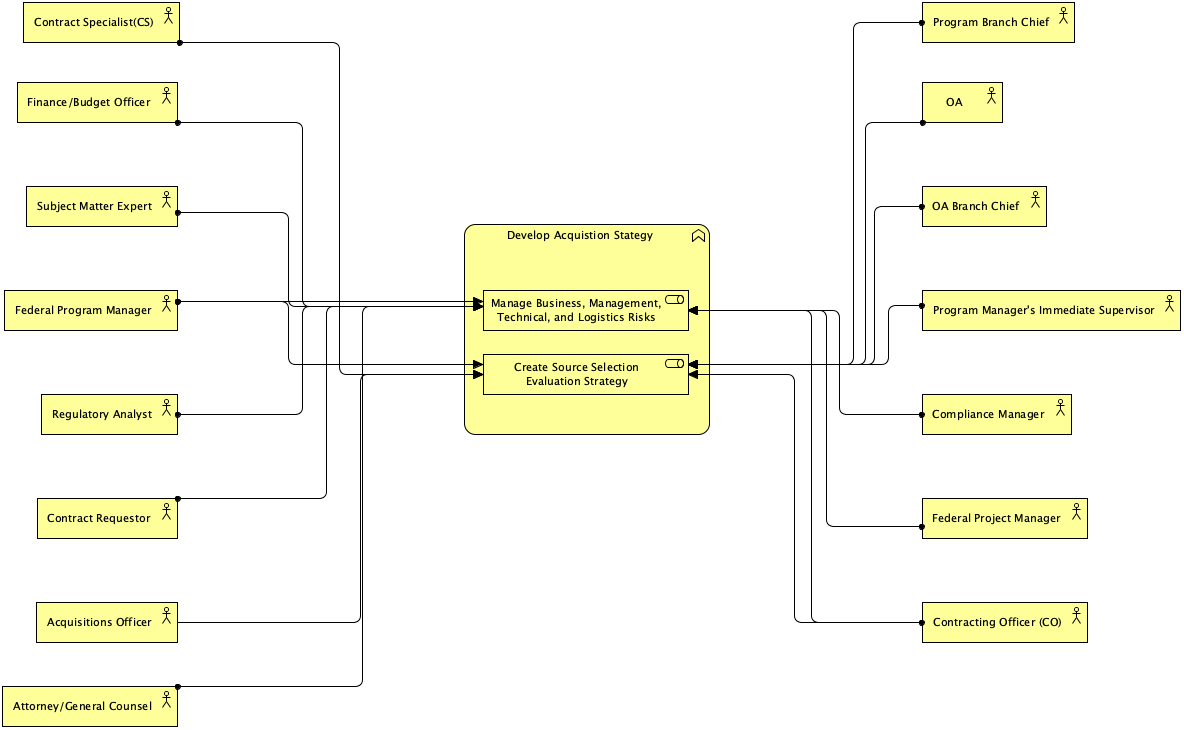 Contract Specialist(CS)
Finance/Budget Officer
Subject Matter Expert
Federal Program Manager
Regulatory Analyst
Contract Requestor
Acquisitions Officer
Attorney/General Counsel
Develop Acquistion Stategy
Manage Business, Management,
Technical, and Logistics Risks
Create Source Selection
Evaluation Strategy
Program Branch Chief
OA
OA Branch Chief
Program Manager's Immediate Supervisor
Compliance Manager
Federal Project Manager
Contracting Officer (CO)